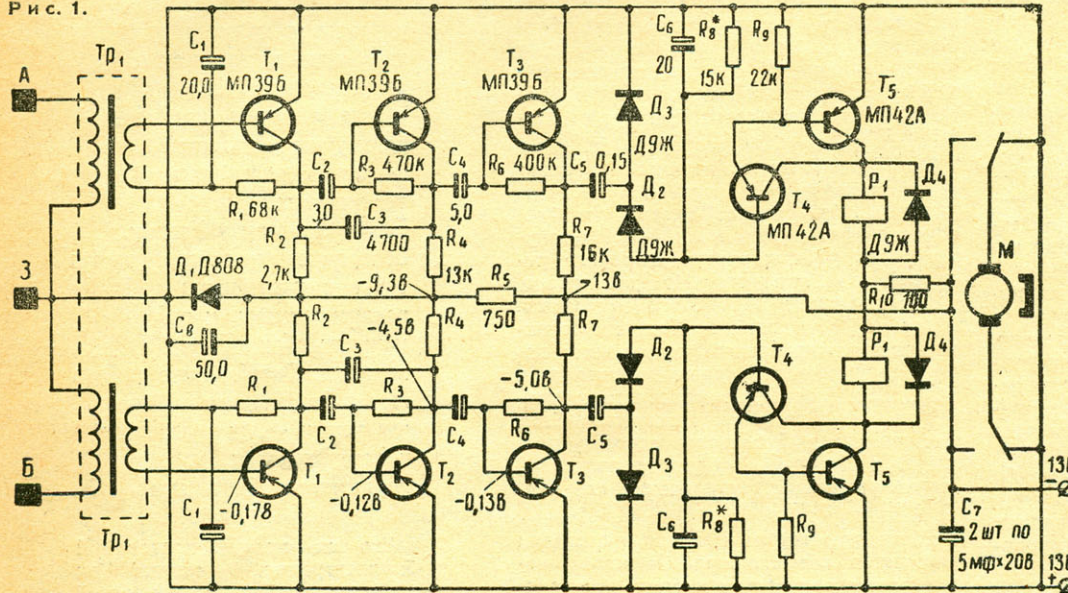 Рис. 1.
Тр₁
А
З
Б
Тр₁
C₁
20,0
T₁
МП39Б
T₂
МП39Б
T₃
МП39Б
C₂
3,0
R₃ 470к
C₄
5,0
R₆ 400к
C₅ 0,15
R₁ 68к
C₃
4700
R₂
2,7к
R₄
13к
R₇
16к
Д₃
Д9Ж
Д₂
Д9Ж
C₆
20
R₈*
15к
R₉
22к
T₅
МП42А
T₄
МП42А
P₁
Д₄
Д9Ж
R₁₀ 100
М
Д₁ Д808
C₈
50,0
-9,3в
R₅
750
-13в
R₂
R₄
R₇
C₃
-4,5в
-5,0в
R₁
C₂
R₃
C₄
R₆
C₅
C₁
T₁
-0,17в
T₂
-0,12в
T₃
-0,13в
Д₂
Д₃
T₄
P₁
Д₄
T₅
C₆
R₈*
R₉
C₇
2 шт по
5мф×20в
13в
-
13в
+